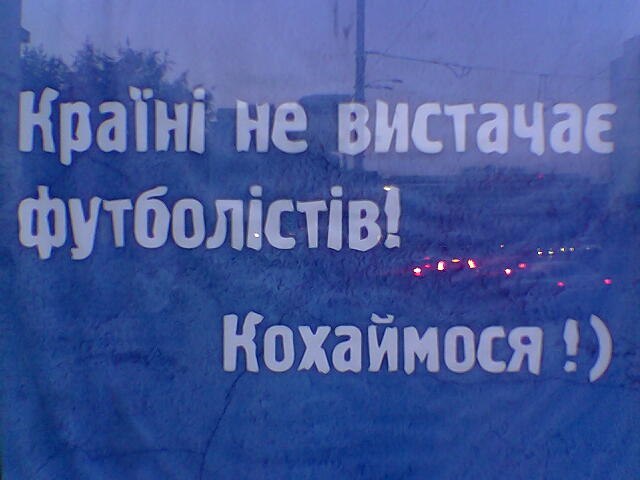 Країні не вистачає
футболістів!
Кохаймося !)